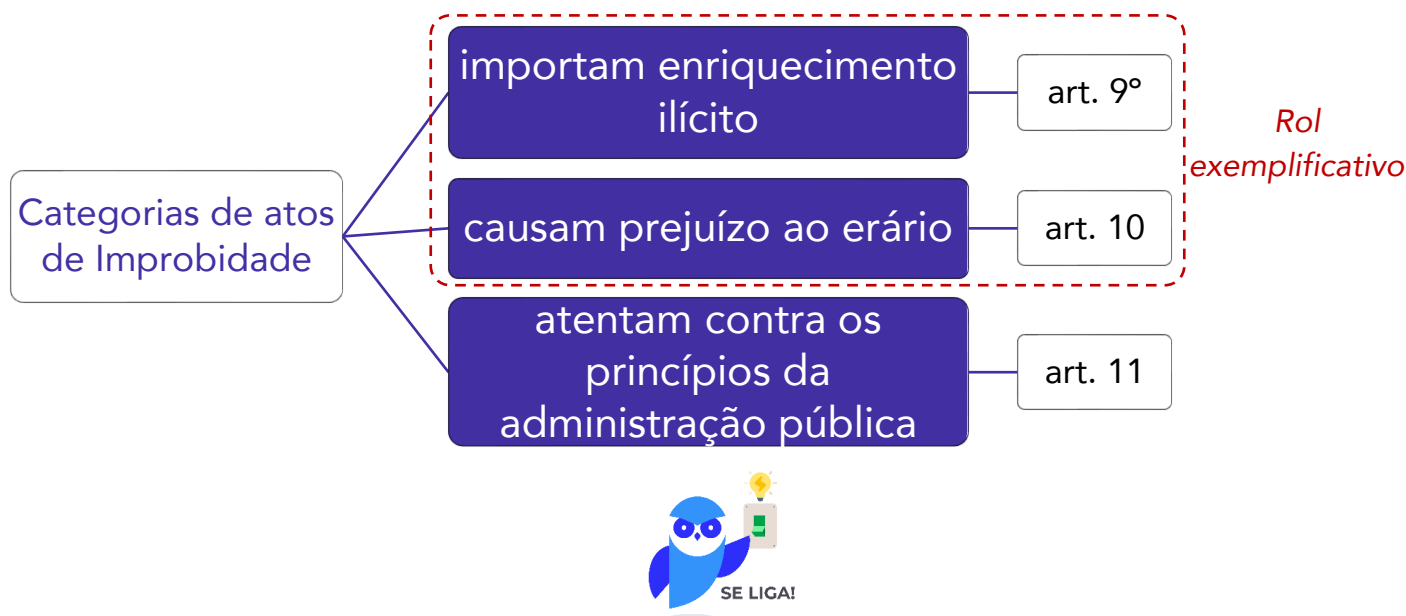 importam enriquecimento
ilícito
art. 9º
Rol
exemplificativo
Categorias de atos
de Improbidade
causam prejuízo ao erário
art. 10
atentam contra os
princípios da
administração pública
art. 11
SE LIGA!